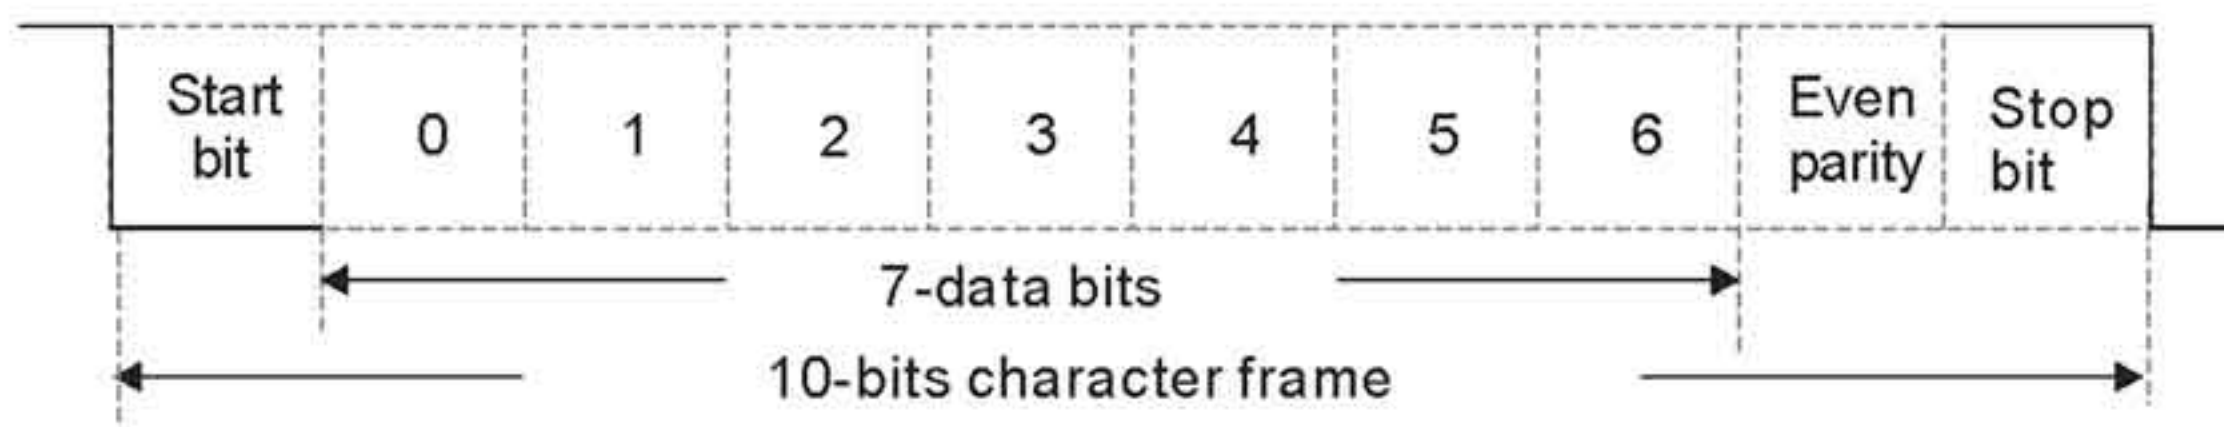 Start
bit
0
1
2
3
4
5
6
Even
parity
Stop
bit
7-data bits
10-bits character frame